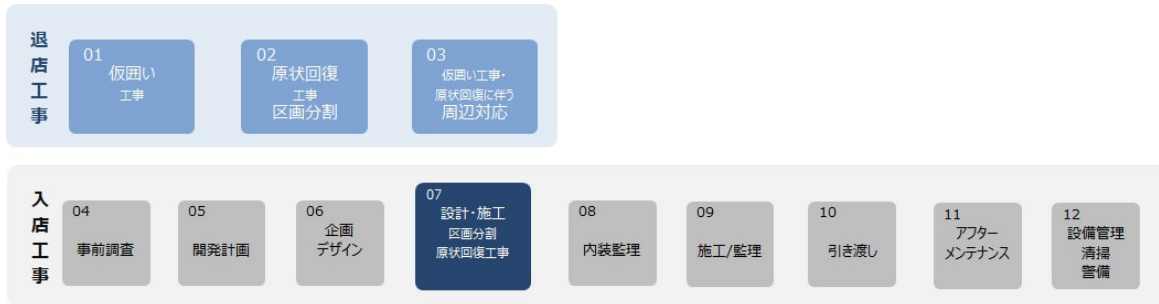 退店工事
01
仮囲い
工事
02
原状回復
工事
区画分割
03
仮囲い工事・
原状回復に伴う
周辺対応
入店工事
04
事前調査
05
開発計画
06
企画
デザイン
07
設計・施工
区画分割
原状回復工事
08
内装監理
09
施工/監理
10
引き渡し
11
アフター
メンテナンス
12
設備管理
清掃
警備